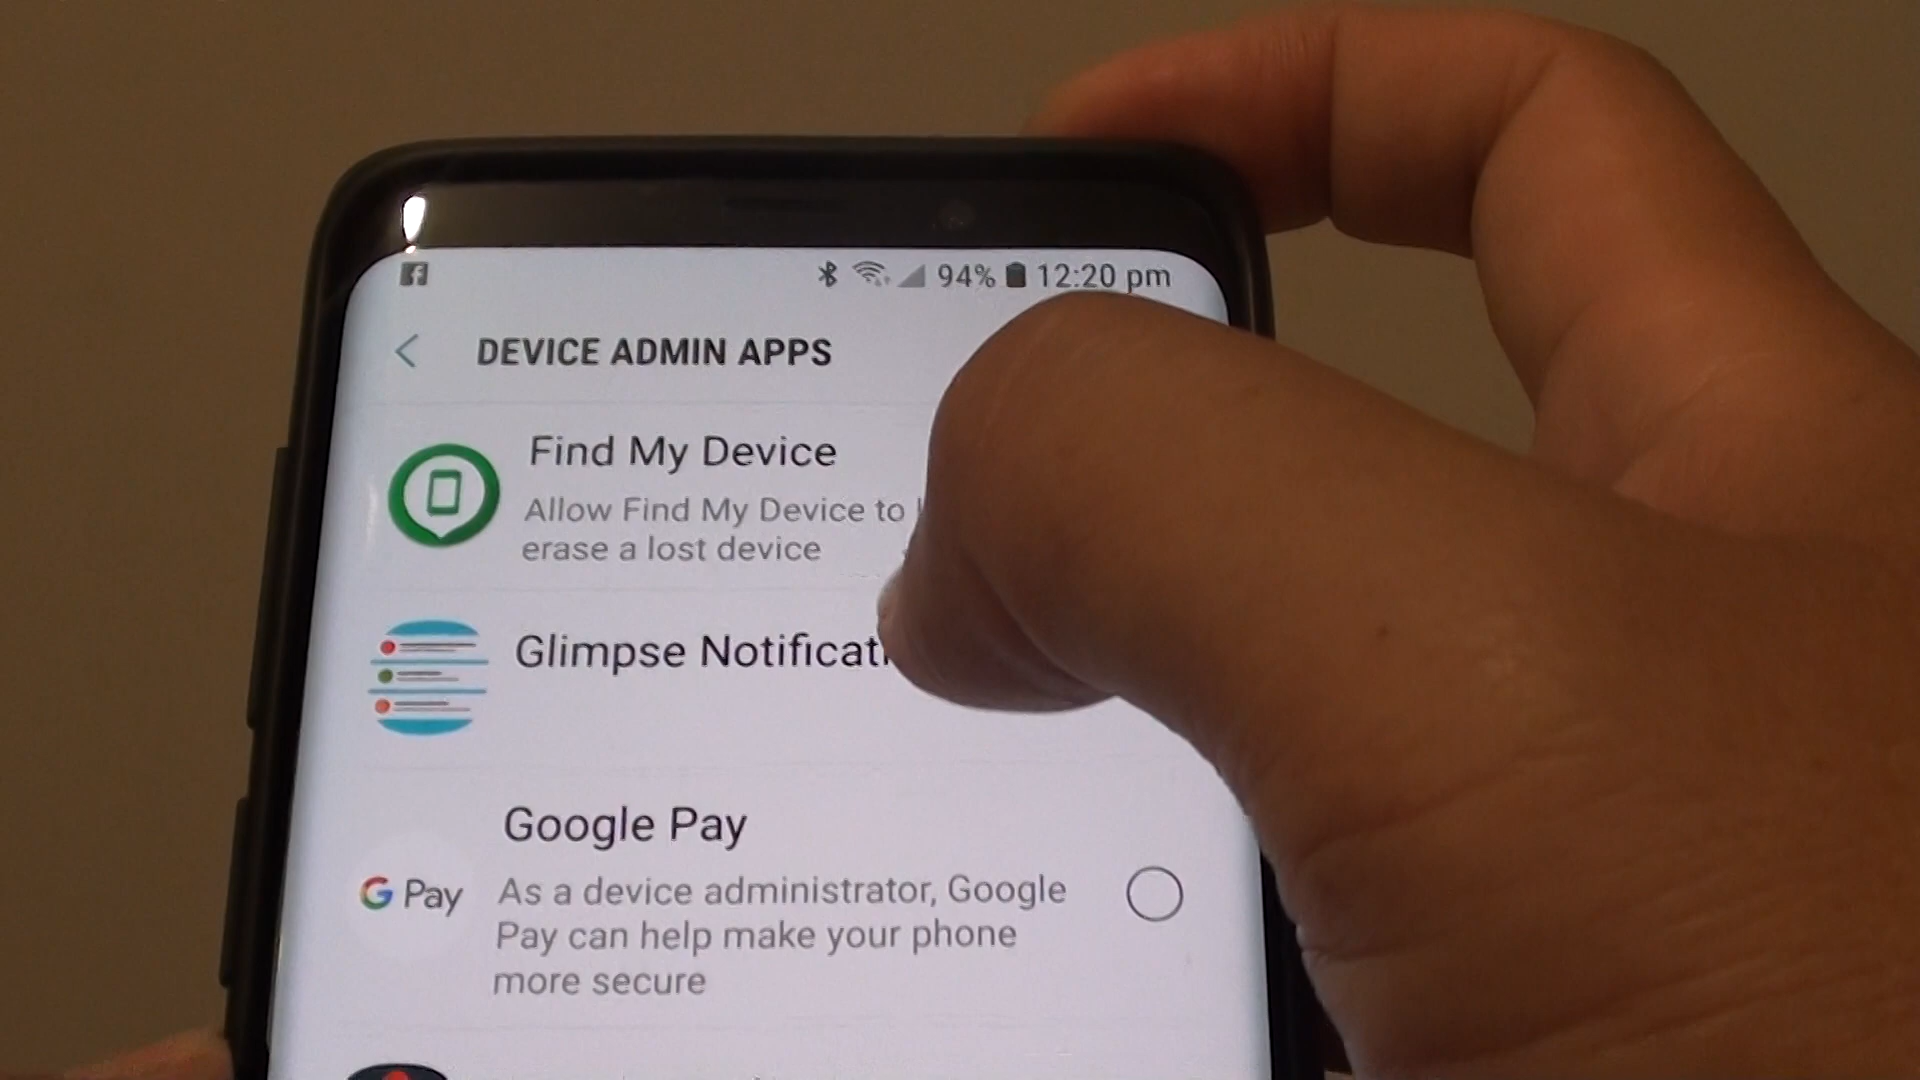 94% 12:20 pm
DEVICE ADMIN APPS
Find My Device
Allow Find My Device to
erase a lost device
Glimpse
Google Pay
G Pay
As a device administrator, Google
Pay can help make your phone
more secure